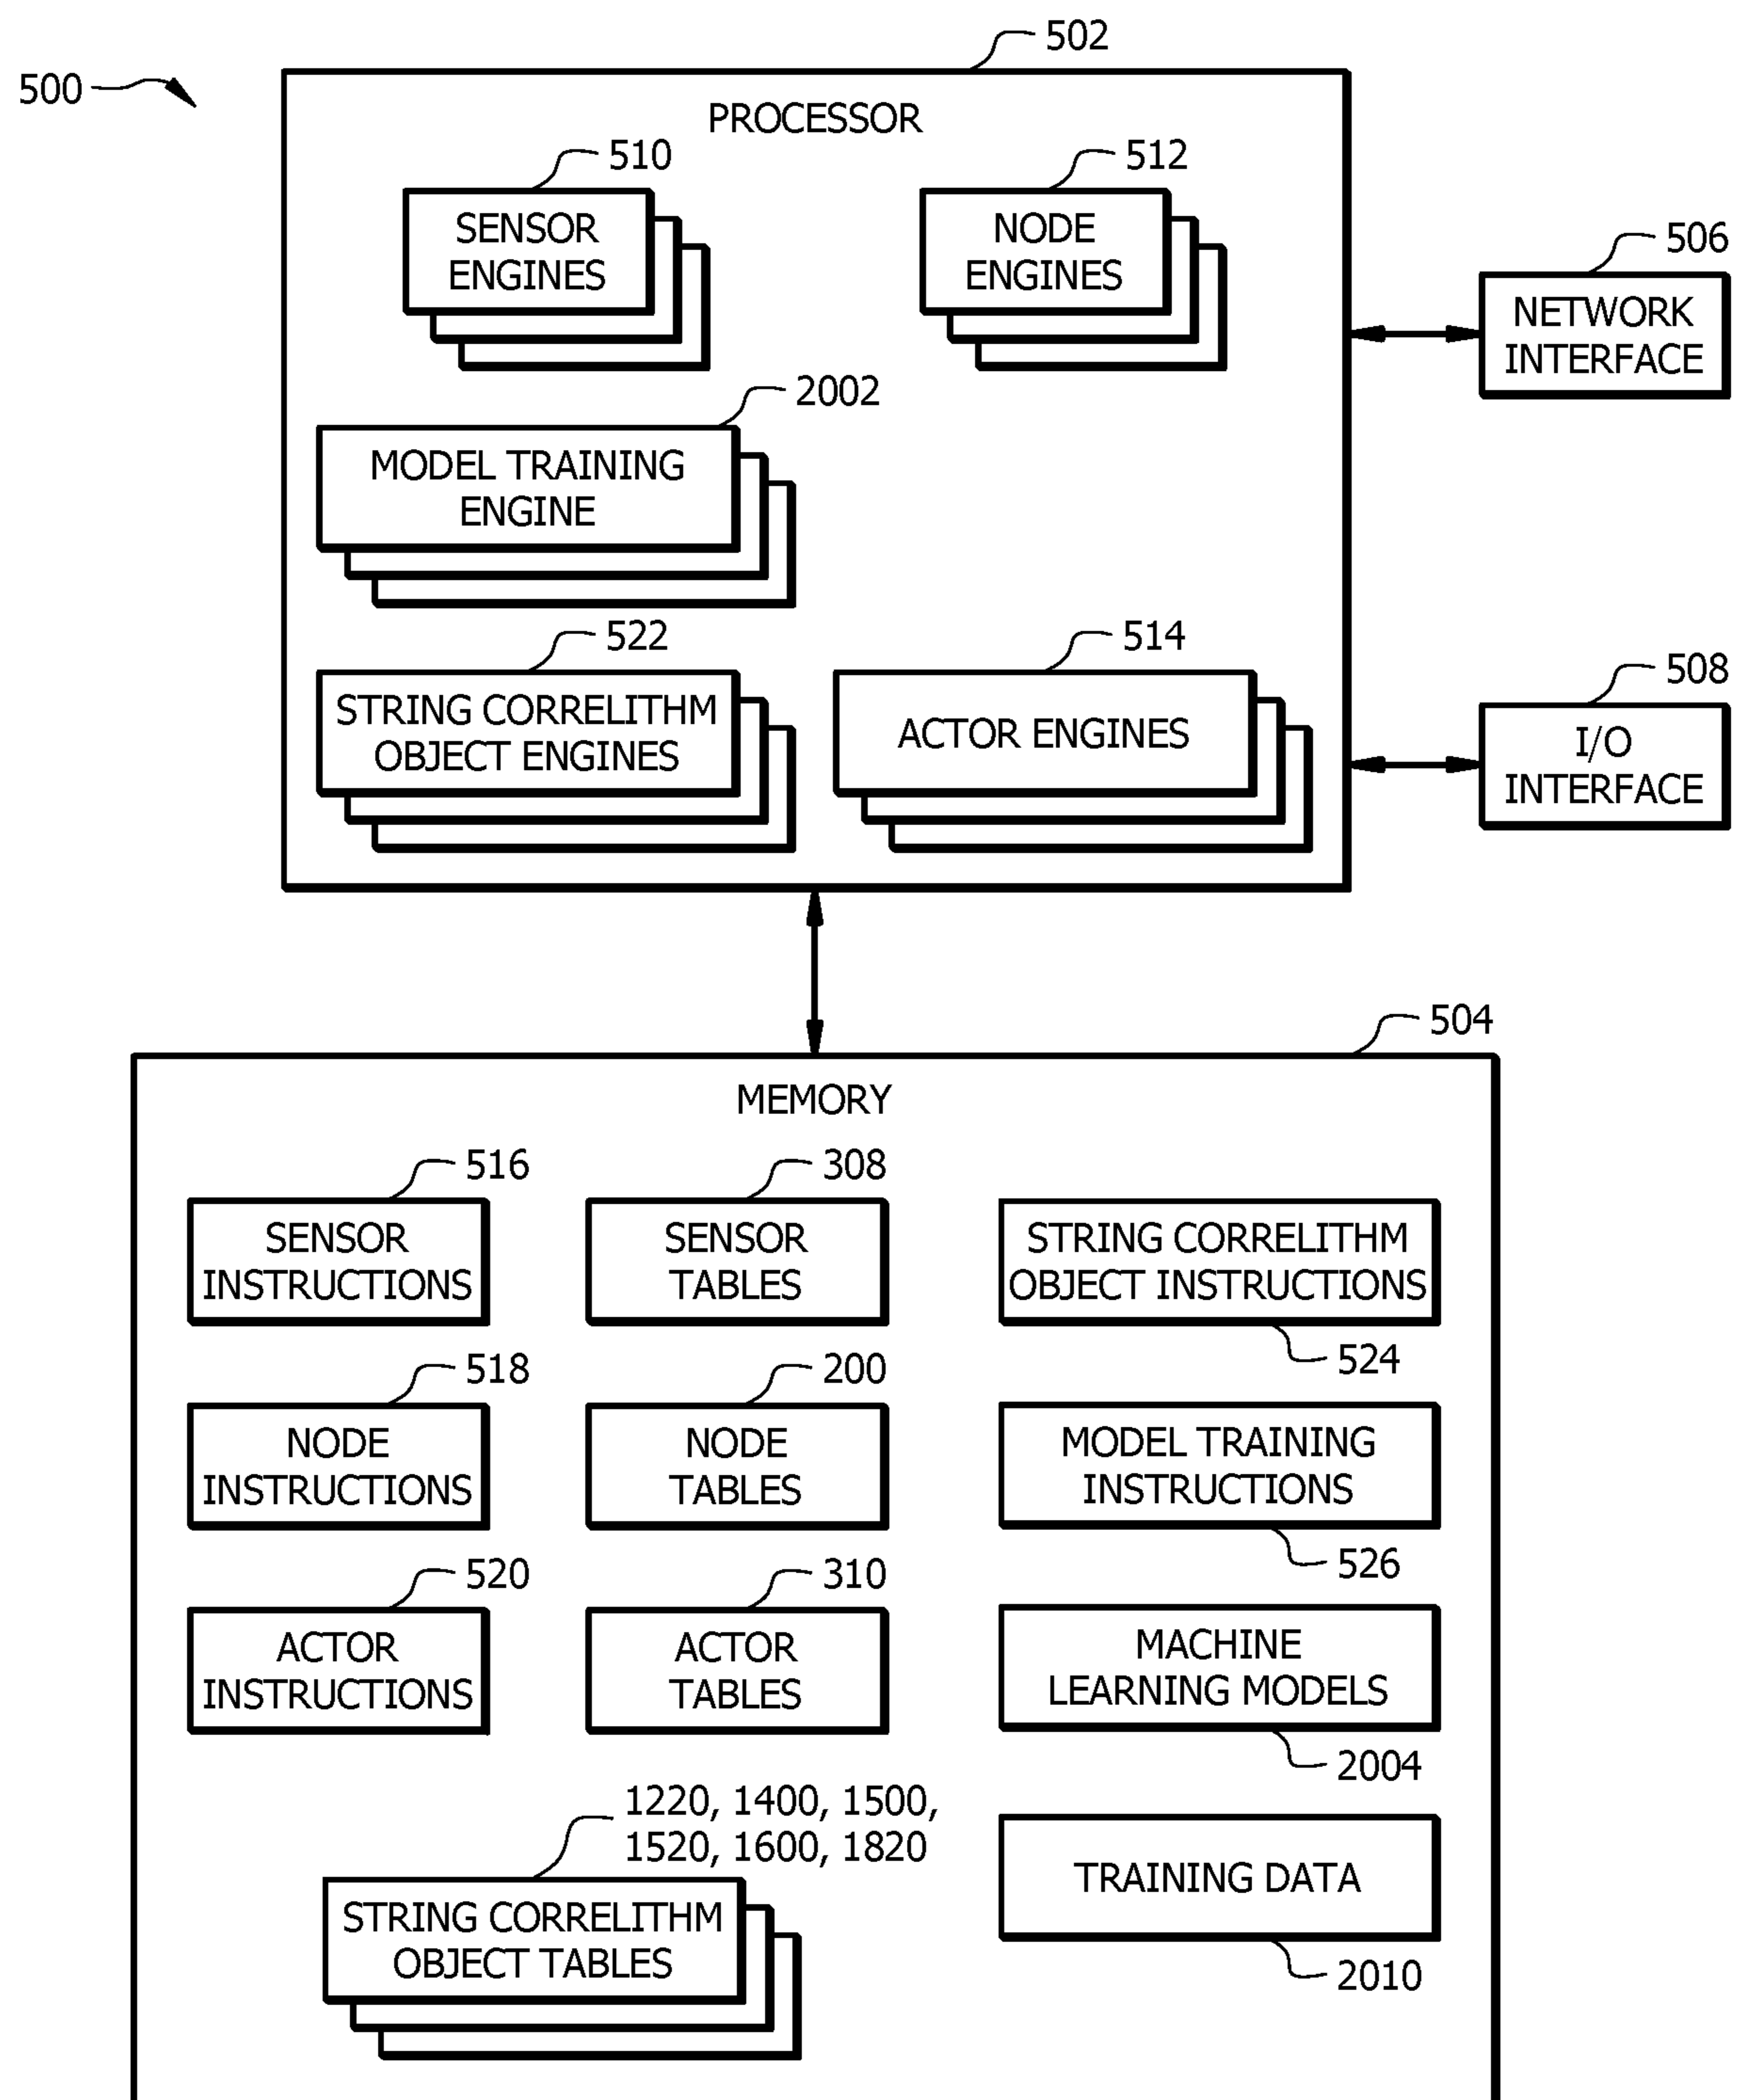 502
500
PROCESSOR
510
512
SENSOR
ENGINES
NODE
ENGINES
506
NETWORK
INTERFACE
2002
MODEL TRAINING
ENGINE
522
514
508
STRING CORRELITHM
OBJECT ENGINES
ACTOR ENGINES
I/O
INTERFACE
504
MEMORY
516
308
SENSOR
INSTRUCTIONS
SENSOR
TABLES
STRING CORRELITHM
OBJECT INSTRUCTIONS
524
518
200
NODE
INSTRUCTIONS
NODE
TABLES
MODEL TRAINING
INSTRUCTIONS
526
520
310
ACTOR
INSTRUCTIONS
ACTOR
TABLES
MACHINE
LEARNING MODELS
2004
1220, 1400, 1500,
1520, 1600, 1820
STRING CORRELITHM
OBJECT TABLES
TRAINING DATA
2010